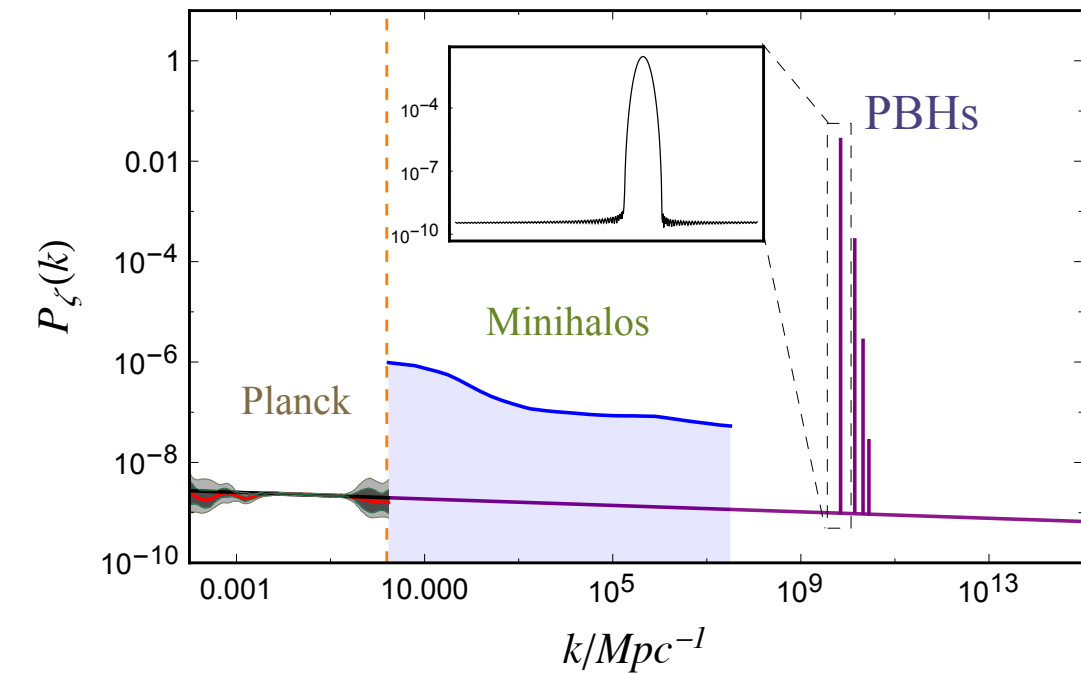 1
0.01
10⁻⁴
10⁻⁶
10⁻⁸
10⁻¹⁰
P_ζ(k)
10⁻⁴
10⁻⁷
10⁻¹⁰
PBHs
Minihalos
Planck
0.001
10.000
10⁵
10⁹
10¹³
k/Mpc⁻¹